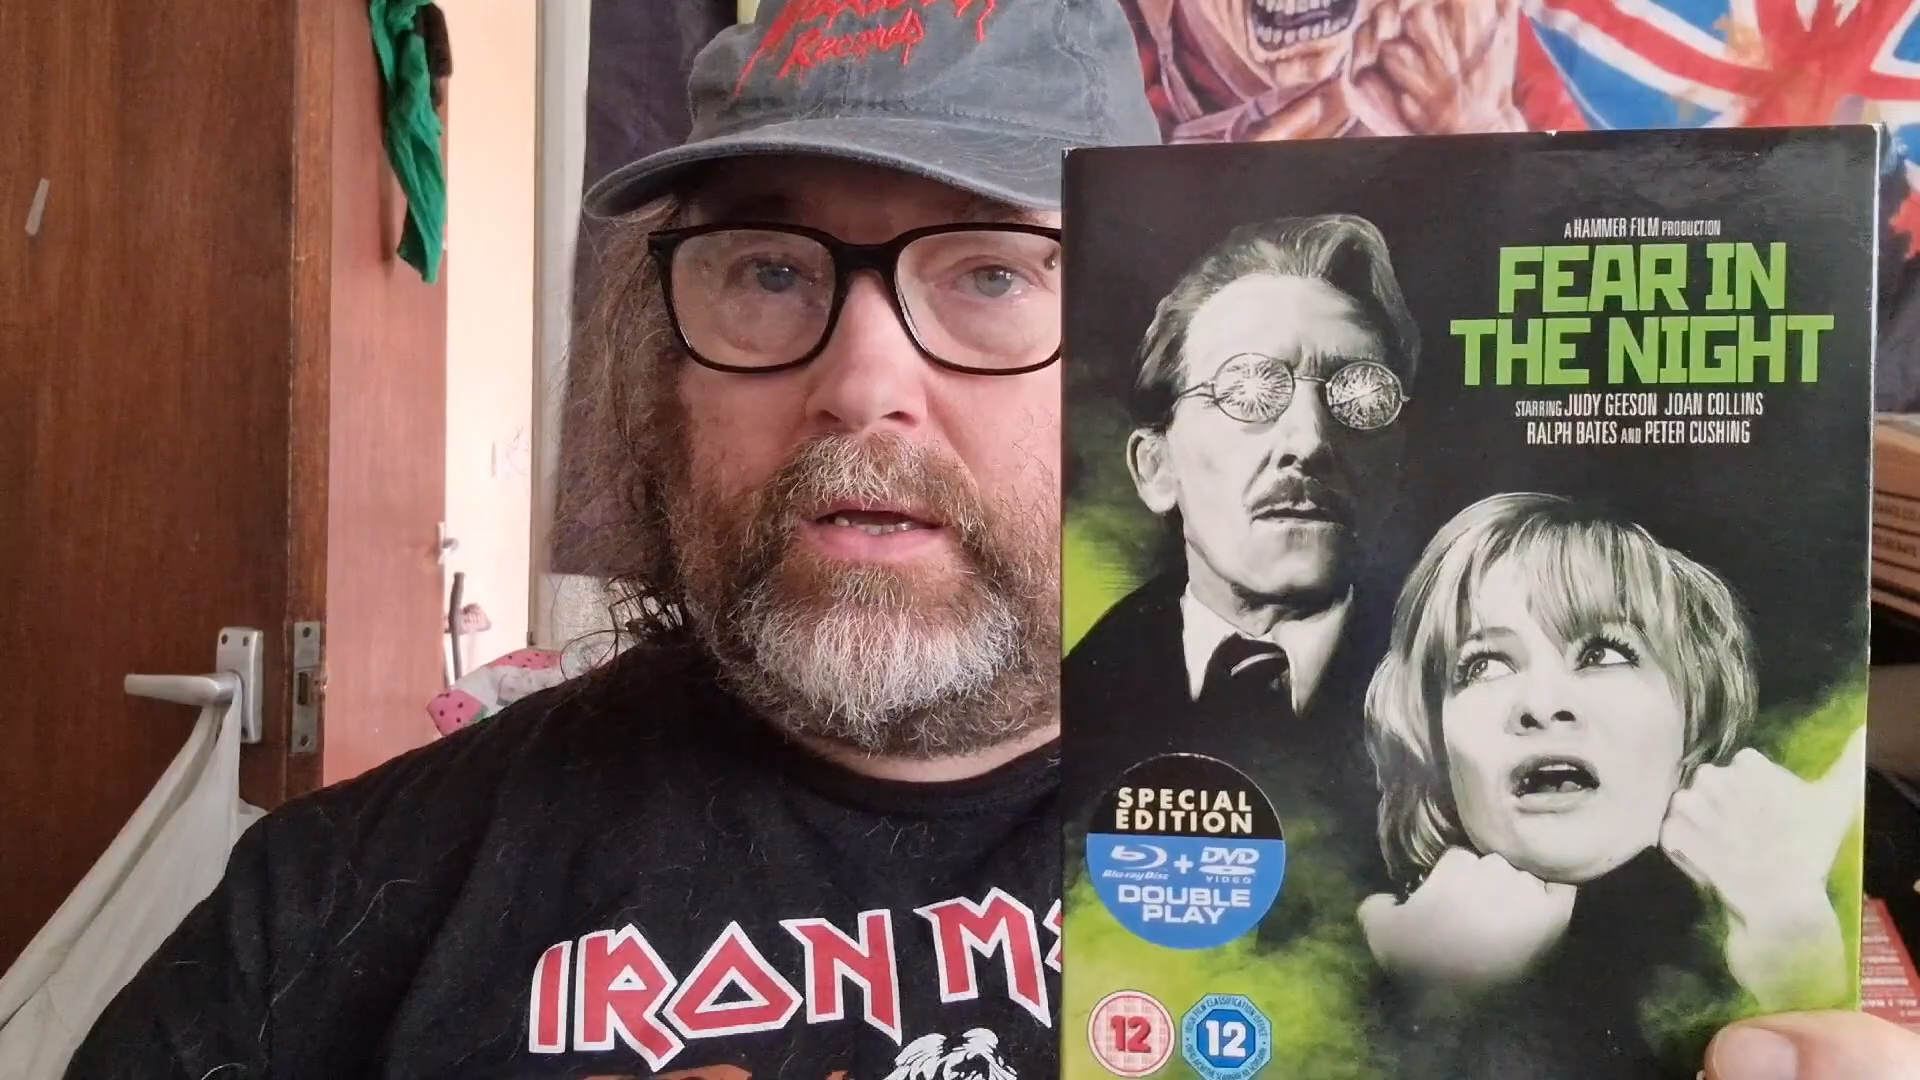 Records
A HAMMER FILM PRODUCTION
FEAR IN
THE NIGHT
STARRING JUDY GEESON JOAN COLLINS
RALPH BATES AND PETER CUSHING
SPECIAL
EDITION
Blu-ray Disc + DVD
VIDEO
DOUBLE
PLAY
12
12
IRON M